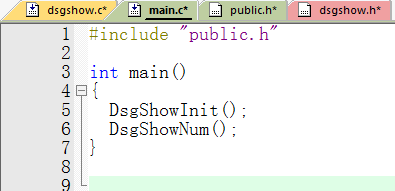 dsgshow.c* main.c* public.h* dsgshow.h*
1 #include "public.h"
2
3 int main()
4 {
5 DsgShowInit();
6 DsgShowNum();
7 }
8
9